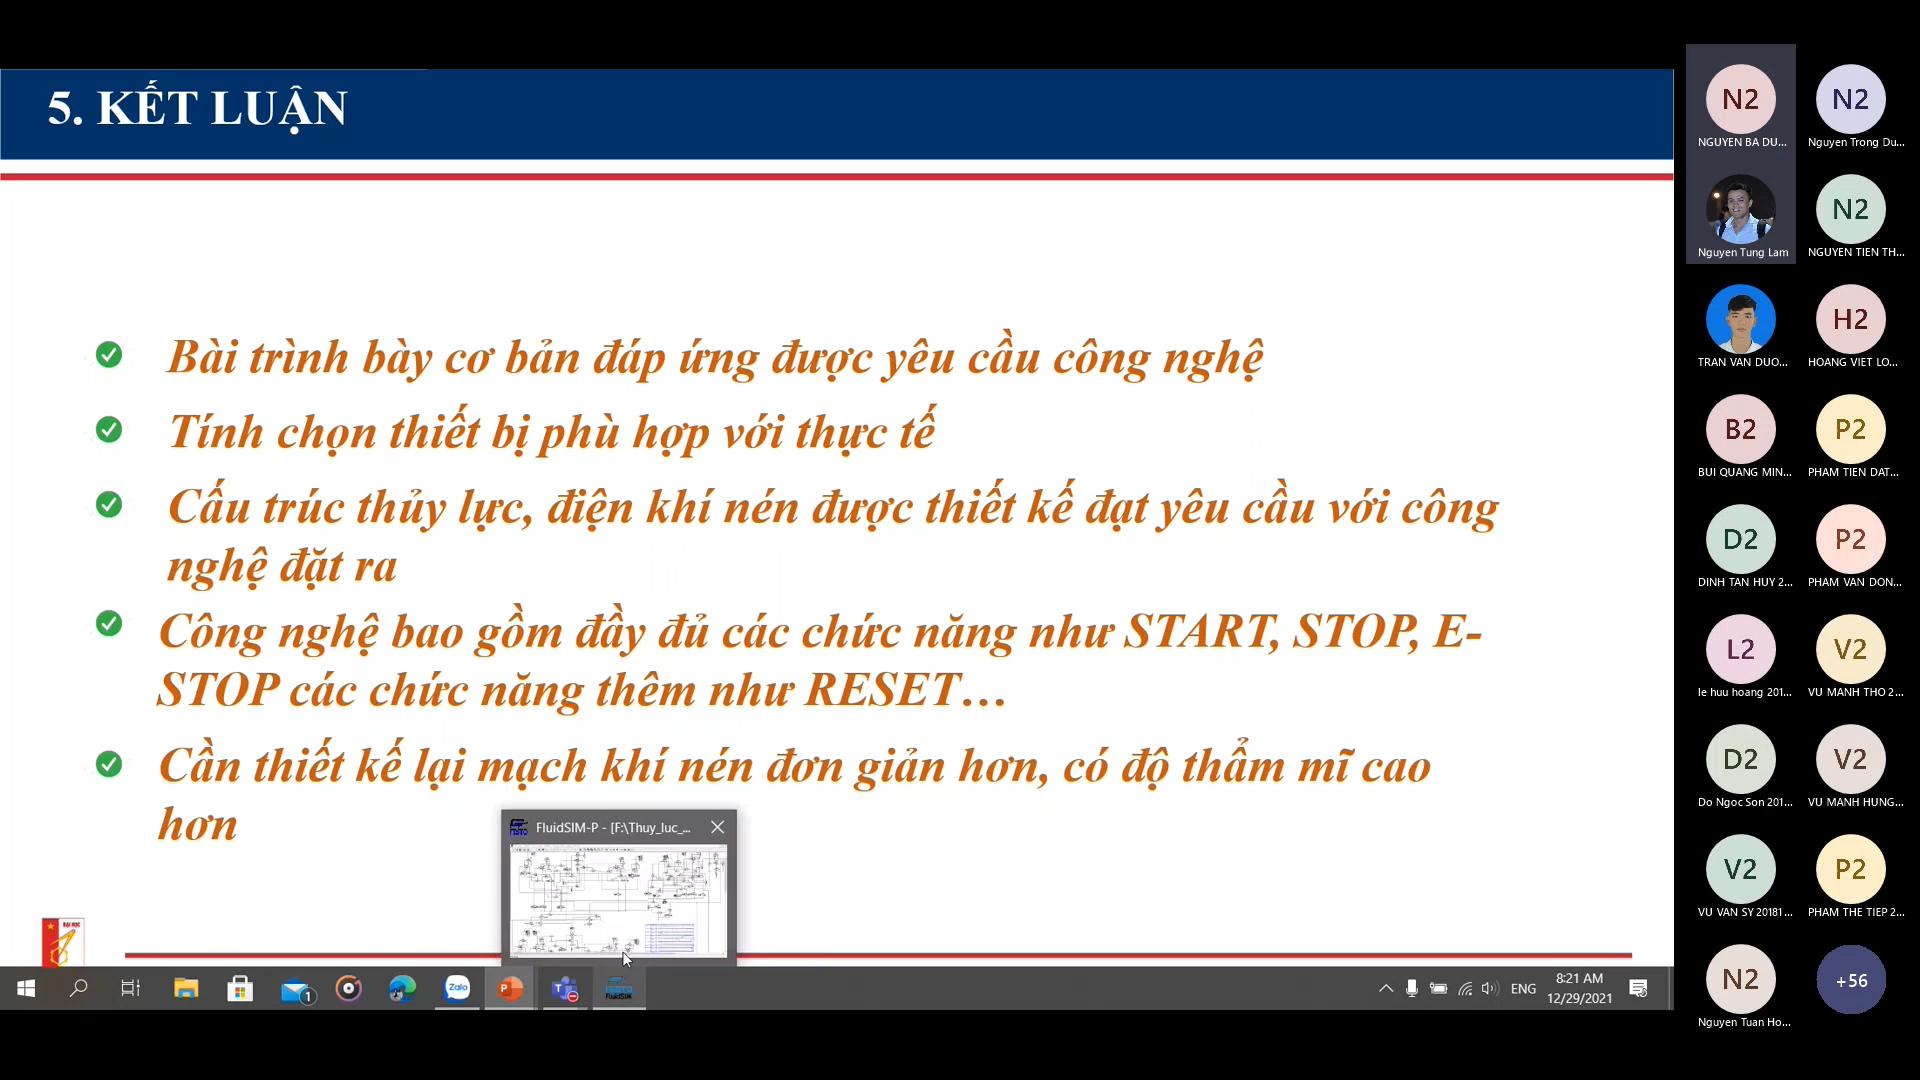 5. KẾT LUẬN
Bài trình bày cơ bản đáp ứng được yêu cầu công nghệ
Tính chọn thiết bị phù hợp với thực tế
Cấu trúc thủy lực, điện khí nén được thiết kế đạt yêu cầu với công
nghệ đặt ra
Công nghệ bao gồm đầy đủ các chức năng như START, STOP, E-
STOP các chức năng thêm như RESET…
Cần thiết kế lại mạch khí nén đơn giản hơn, có độ thẩm mĩ cao
hơn
FluidSIM-P - [F:\Thuy_luc_...
ĐẠI HỌC
1
Zalo
FluidSIM
ENG
8:21 AM
12/29/2021
N2
NGUYEN BA DU...
N2
Nguyen Trong Du...
Nguyen Tung Lam
N2
NGUYEN TIEN TH...
TRAN VAN DUO...
H2
HOANG VIET LO...
B2
BUI QUANG MIN...
P2
PHAM TIEN DAT...
D2
DINH TAN HUY 2...
P2
PHAM VAN DON...
L2
le huu hoang 201...
V2
VU MANH THO 2...
D2
Do Ngoc Son 201...
V2
VU MANH HUNG...
V2
VU VAN SY 20181...
P2
PHAM THE TIEP 2...
N2
Nguyen Tuan Ho...
+56